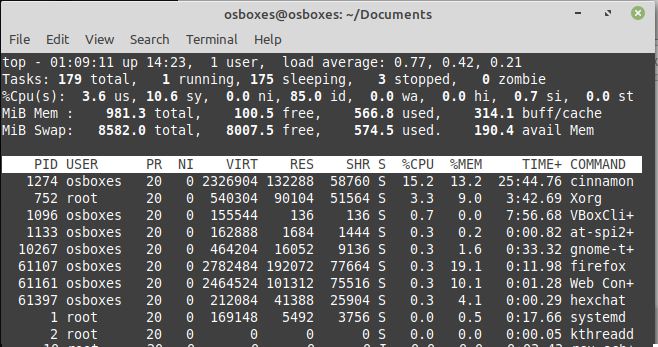 osboxes@osboxes: ~/Documents
File Edit View Search Terminal Help
top - 01:09:11 up 14:23,  1 user,  load average: 0.77, 0.42, 0.21
Tasks: 179 total,   1 running, 175 sleeping,   3 stopped,   0 zombie
%Cpu(s):  3.6 us, 10.6 sy,  0.0 ni, 85.0 id,  0.0 wa,  0.0 hi,  0.7 si,  0.0 st
MiB Mem :    981.3 total,    100.5 free,    566.8 used,    314.1 buff/cache
MiB Swap:   8582.0 total,   8007.5 free,    574.5 used.    190.4 avail Mem
PID USER      PR  NI    VIRT    RES    SHR S  %CPU  %MEM     TIME+ COMMAND
1274 osboxes   20   0 2326904 132288  58760 S  15.2  13.2  25:44.76 cinnamon
752 root      20   0  540304  90104  51564 S   3.3   9.0   3:42.69 Xorg
1096 osboxes   20   0  155544    136    136 S   0.7   0.0   7:56.68 VBoxCli+
1133 osboxes   20   0  162888   1684   1444 S   0.3   0.2   0:00.82 at-spi2+
10267 osboxes   20   0  464204  16052   9136 S   0.3   1.6   0:33.32 gnome-t+
61107 osboxes   20   0 2782484 192072  77664 S   0.3  19.1   0:11.98 firefox
61161 osboxes   20   0 2464524 101312  75516 S   0.3  10.1   0:01.28 Web Con+
61397 osboxes   20   0  212084  41388  25904 S   0.3   4.1   0:00.29 hexchat
1 root      20   0  169148   5492   3756 S   0.0   0.5   0:17.66 systemd
2 root      20   0       0      0      0 S   0.0   0.0   0:00.05 kthreadd